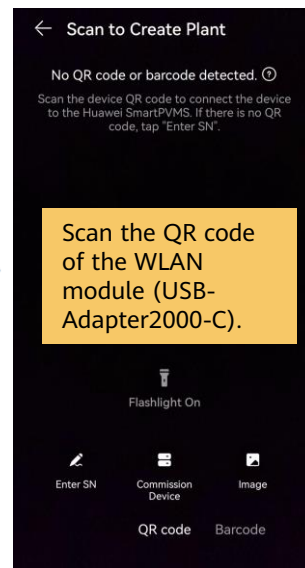 ← Scan to Create Plant
No QR code or barcode detected. ?
Scan the device QR code to connect the device
to the Huawei SmartPVMS. If there is no QR
code, tap "Enter SN".
Scan the QR code
of the WLAN
module (USB-
Adapter2000-C).
Flashlight On
Enter SN Commission Image
Device
QR code Barcode